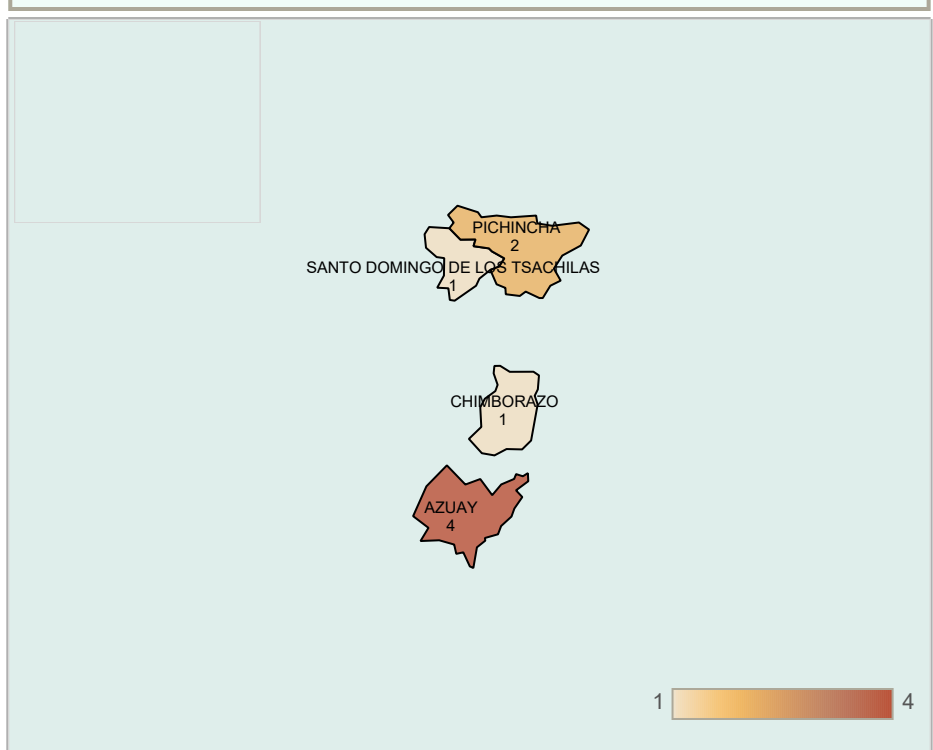 PICHINCHA
2
SANTO DOMINGO DE LOS TSACHILAS
1
CHIMBORAZO
1
AZUAY
4
1 4